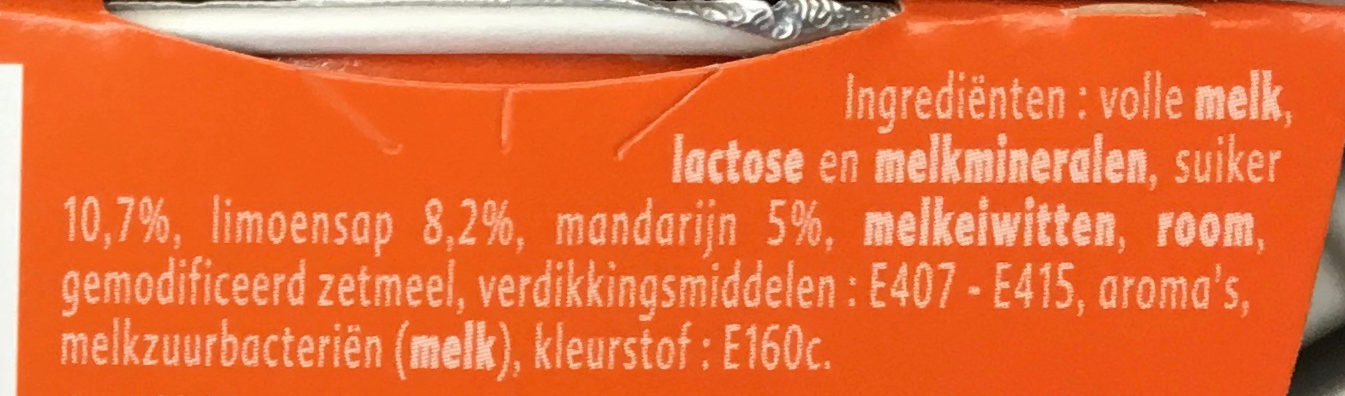 Ingrediënten : volle melk,
lactose en melkmineralen, suiker
10,7%, limoensap 8,2%, mandarijn 5%, melkeiwitten, room,
gemodificeerd zetmeel, verdikkingsmiddelen : E407 - E415, aroma's,
melkzuurbacteriën (melk), kleurstof : E160c.